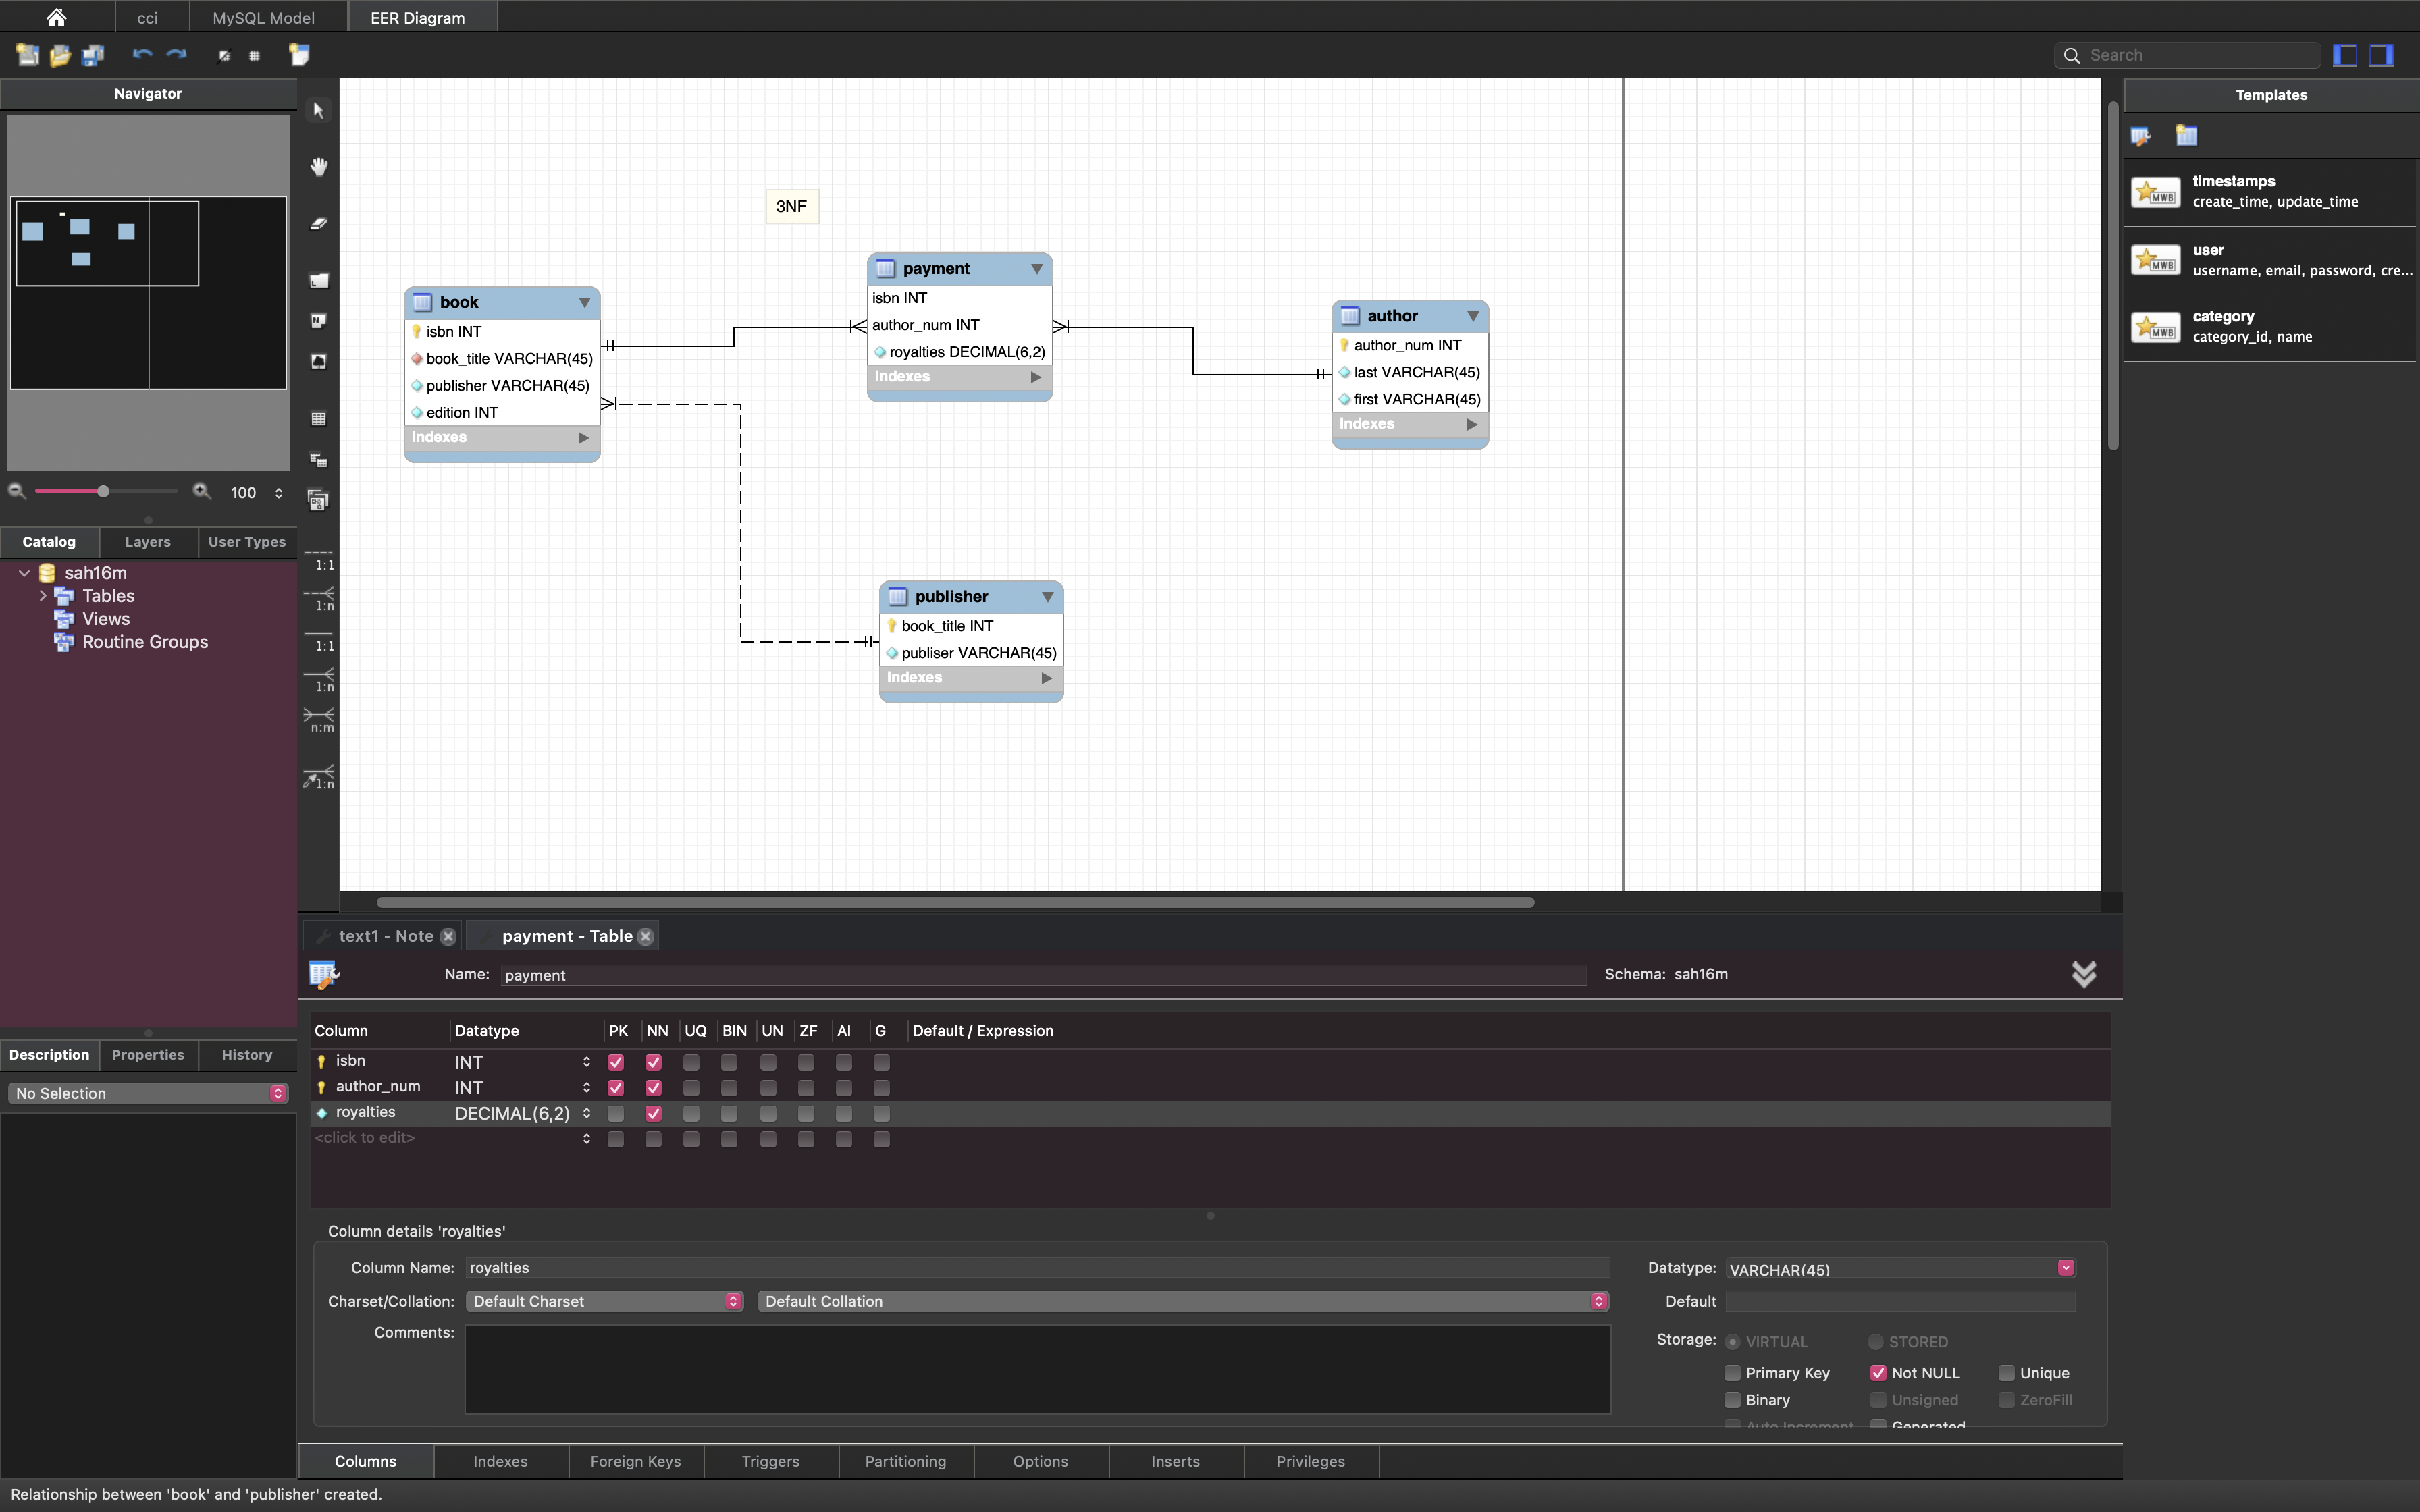 cci
MySQL Model
EER Diagram
Search
Navigator
100
Catalog
Layers
User Types
sah16m
Tables
Views
Routine Groups
Description
Properties
History
No Selection
1:1
1:n
1:1
1:n
n:m
1:n
3NF
book
isbn INT
book_title VARCHAR(45)
publisher VARCHAR(45)
edition INT
Indexes
payment
isbn INT
author_num INT
royalties DECIMAL(6,2)
Indexes
author
author_num INT
last VARCHAR(45)
first VARCHAR(45)
Indexes
publisher
book_title INT
publiser VARCHAR(45)
Indexes
Templates
MWB
timestamps
create_time, update_time
MWB
user
username, email, password, cre...
MWB
category
category_id, name
text1 - Note
payment - Table
Name: payment
Schema: sah16m
Column Datatype PK NN UQ BIN UN ZF AI G Default / Expression
isbn INT
author_num INT
royalties DECIMAL(6,2)
<click to edit>
Column details 'royalties'
Column Name: royalties
Charset/Collation: Default Charset Default Collation
Comments:
Datatype: VARCHAR(45)
Default
Storage: VIRTUAL STORED
Primary Key Not NULL Unique
Binary Unsigned ZeroFill
Auto Increment Generated
Columns
Indexes
Foreign Keys
Triggers
Partitioning
Options
Inserts
Privileges
Relationship between 'book' and 'publisher' created.